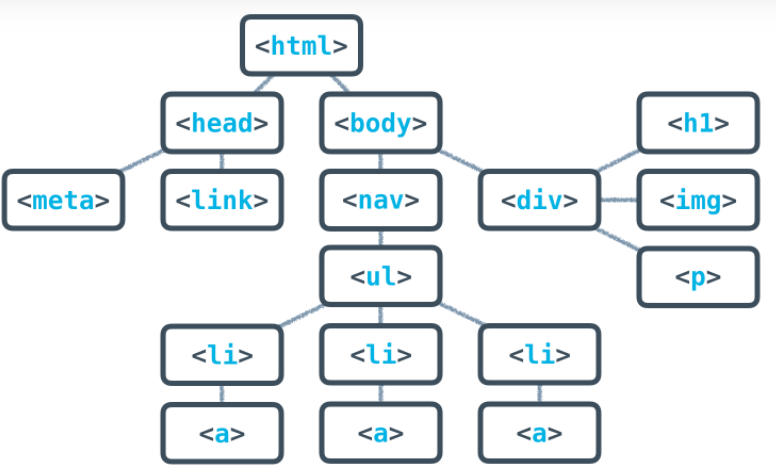 <html>
<head> <body> <h1>
<meta> <link> <nav> <div> <img>
<ul> <p>
<li> <li> <li>
<a> <a> <a>